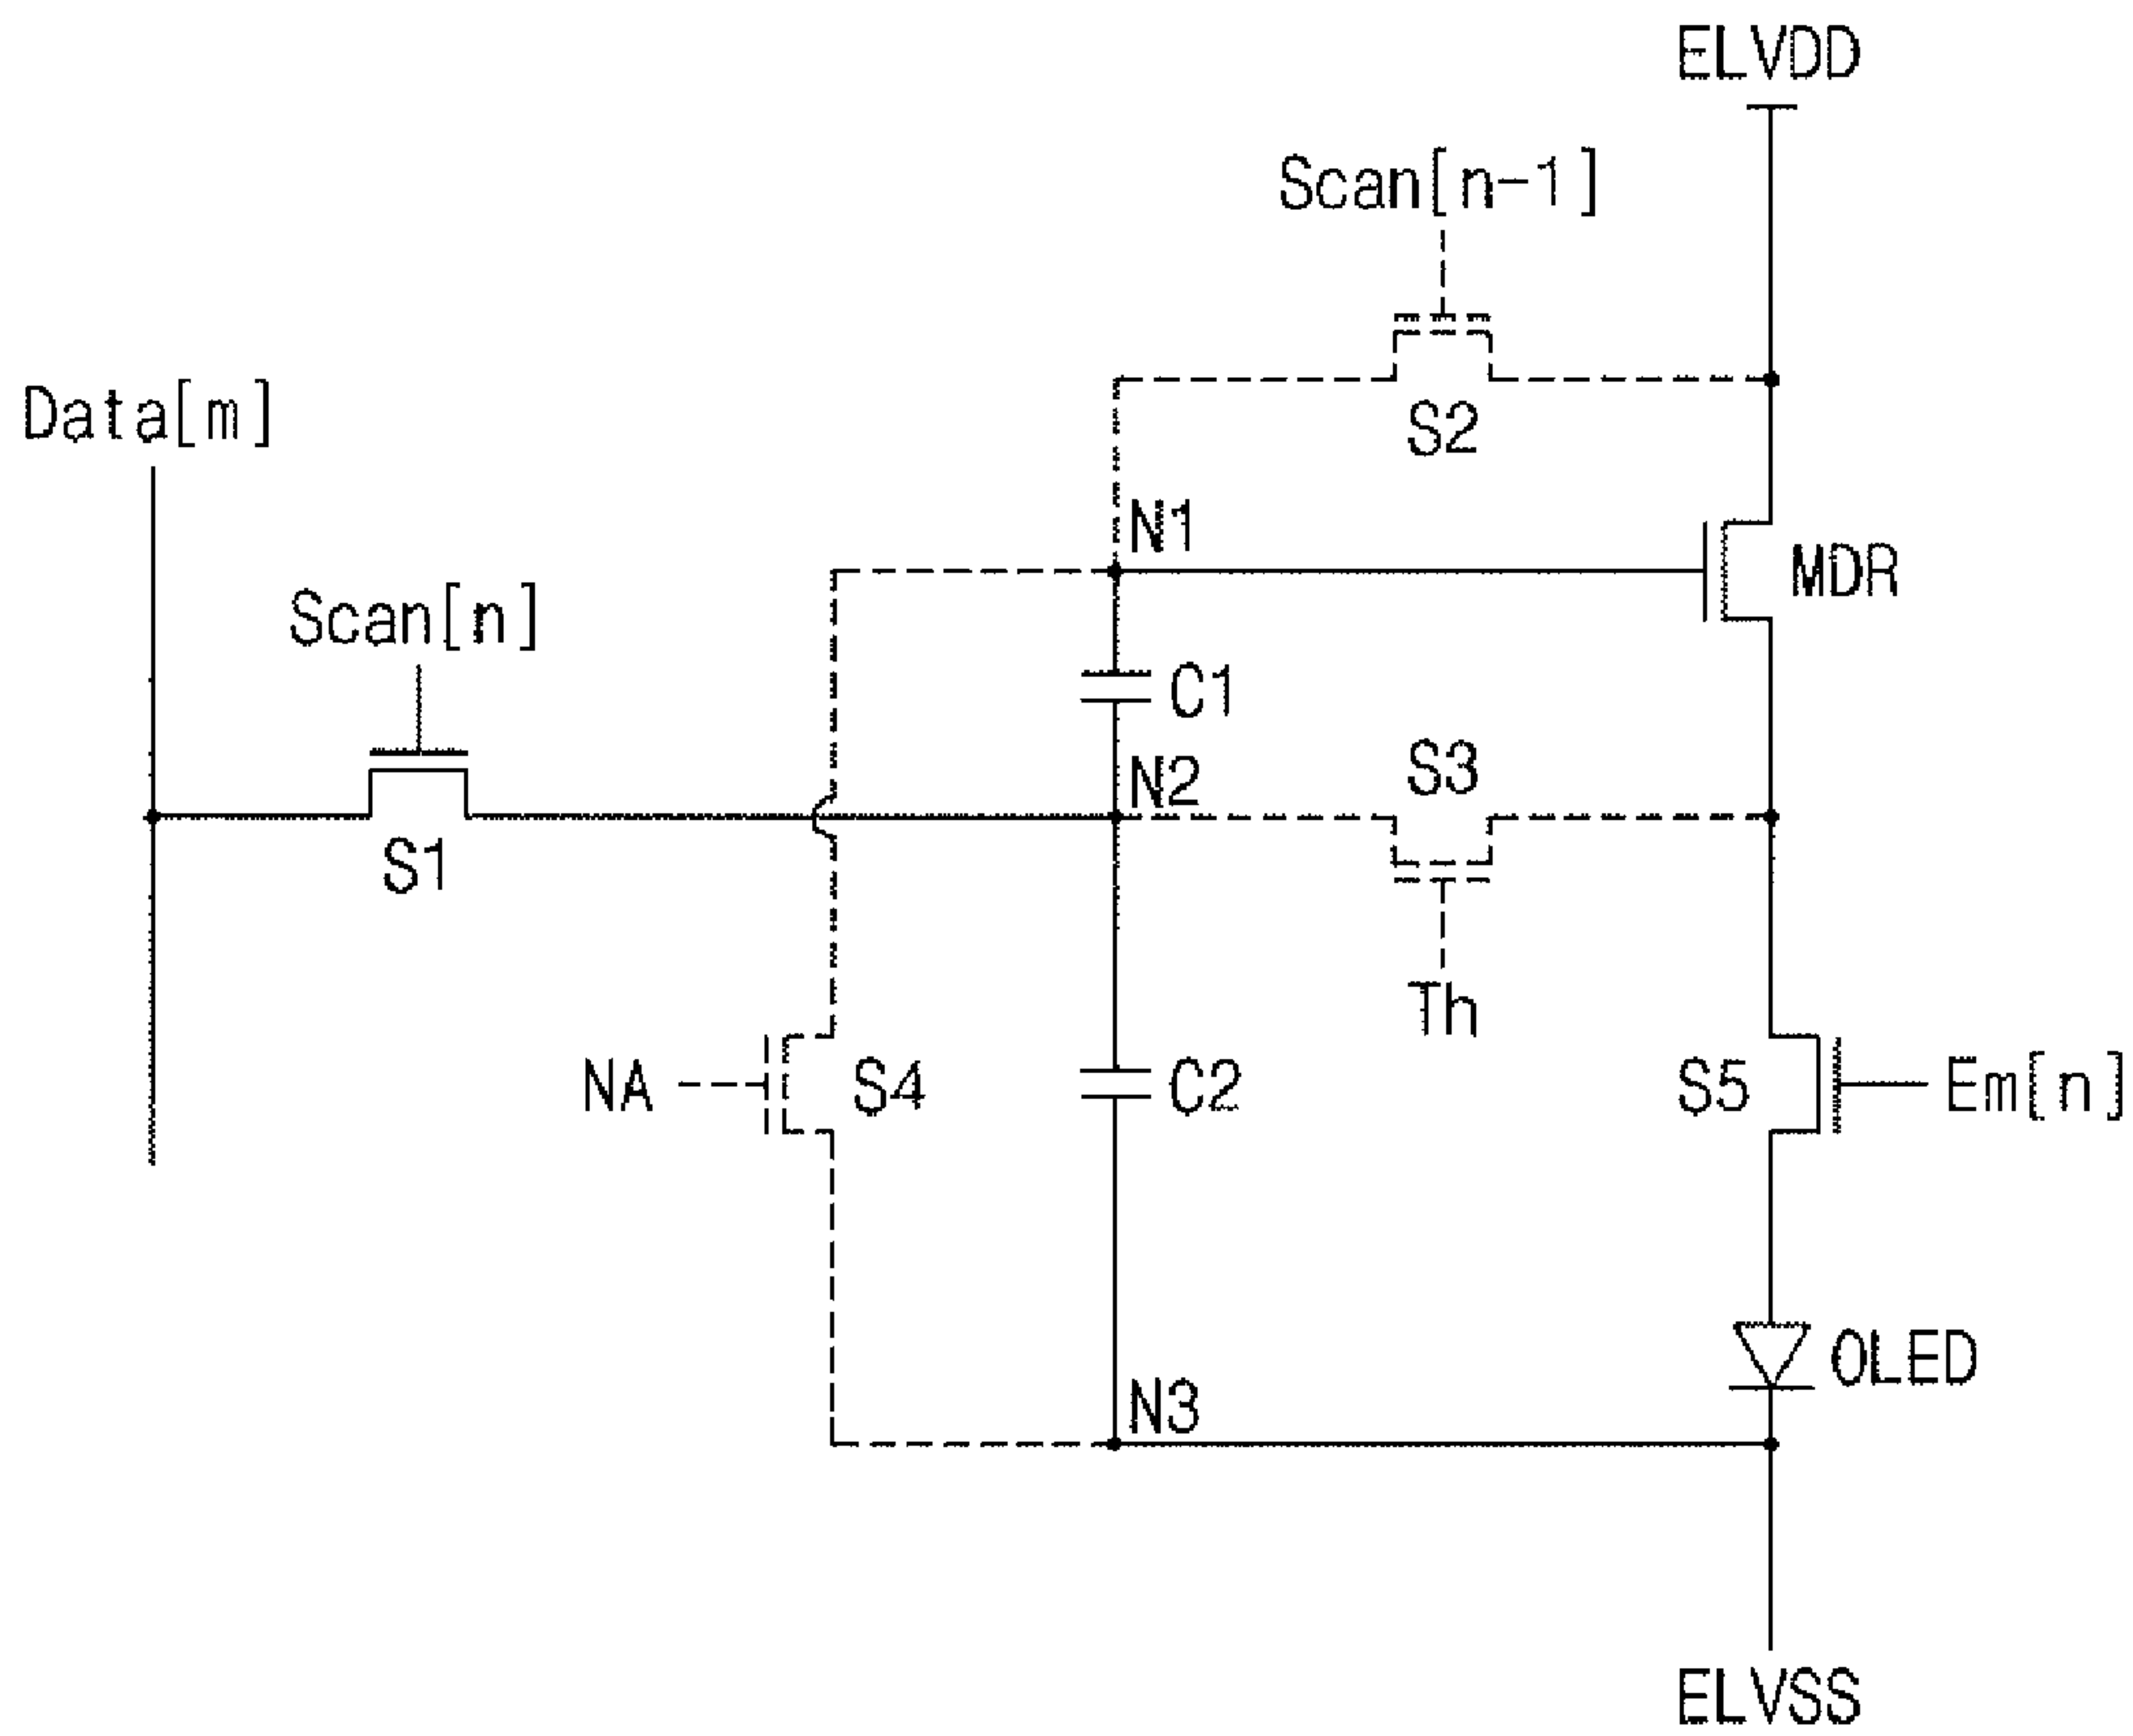 ELVDD
Scan[n-1]
S2
Data[m]
N1
MDR
Scan[n]
C1
S3
N2
S1
Th
NA
S4
C2
S5
Em[n]
OLED
N3
ELVSS